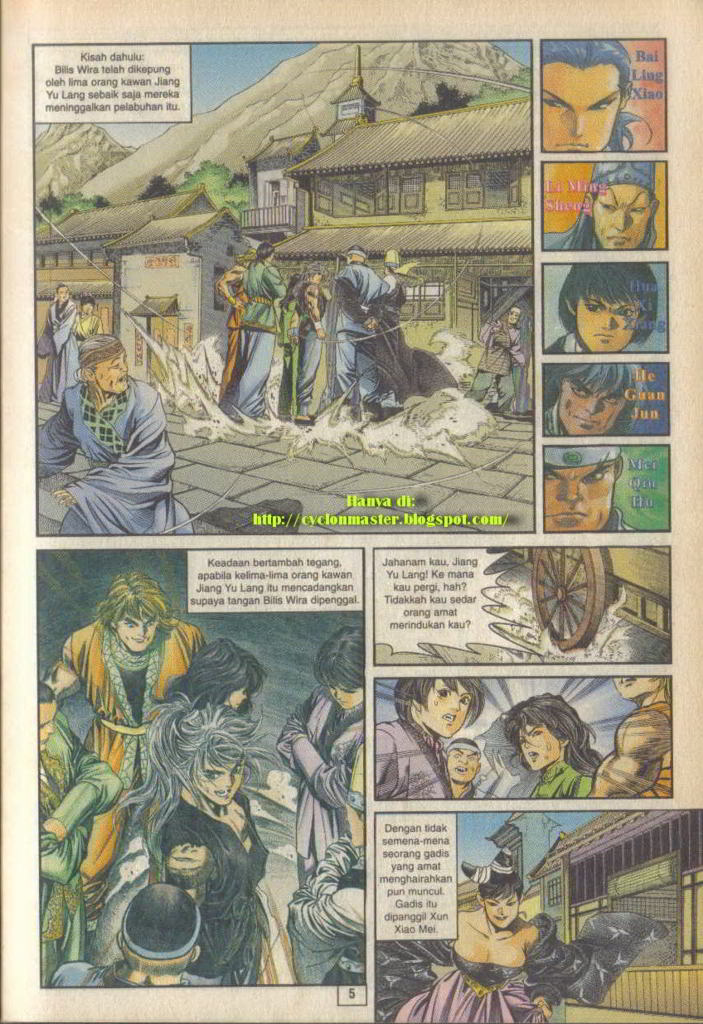 Kisah dahulu:
Bilis Wira telah dikepung
oleh lima orang kawan Jiang
Yu Lang sebaik saja mereka
meninggalkan pelabuhan itu.
Bai
Ling
Xiao
Li Ming
Sheng
Hua
Xi
Xiang
He
Guan
Jun
Mei
Qiu
Hu
Hanya di:
http://cyclonmaster.blogspot.com/
Keadaan bertambah tegang,
apabila kelima-lima orang kawan
Jiang Yu Lang itu mencadangkan
supaya tangan Bilis Wira dipenggal.
Jahanam kau, Jiang
Yu Lang! Ke mana
kau pergi, hah?
Tidakkah kau sedar
orang amat
merindukan kau?
Dengan tidak
semena-mena
seorang gadis
yang amat
menghairahkan
pun muncul.
Gadis itu
dipanggil Xun
Xiao Mei.
5